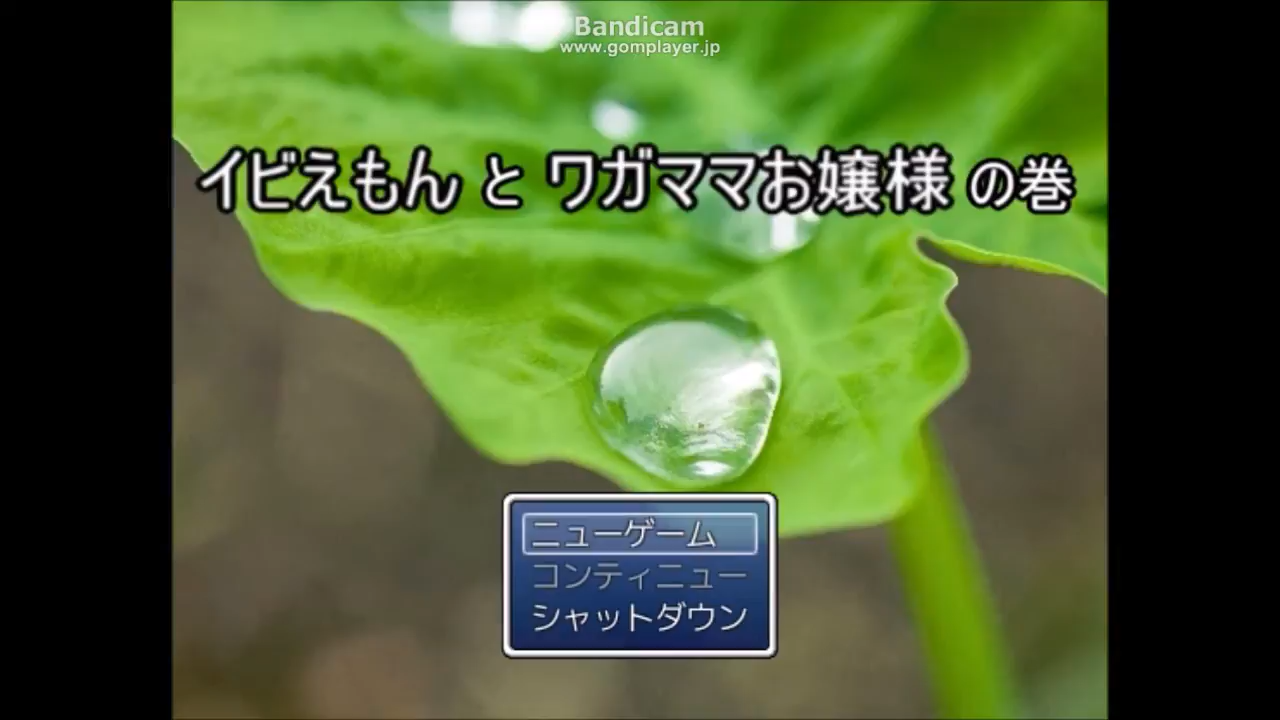 Bandicam
www.gomplayer.jp
イビえもん と ワガママお嬢様 の巻
ニューゲーム
コンティニュー
シャットダウン